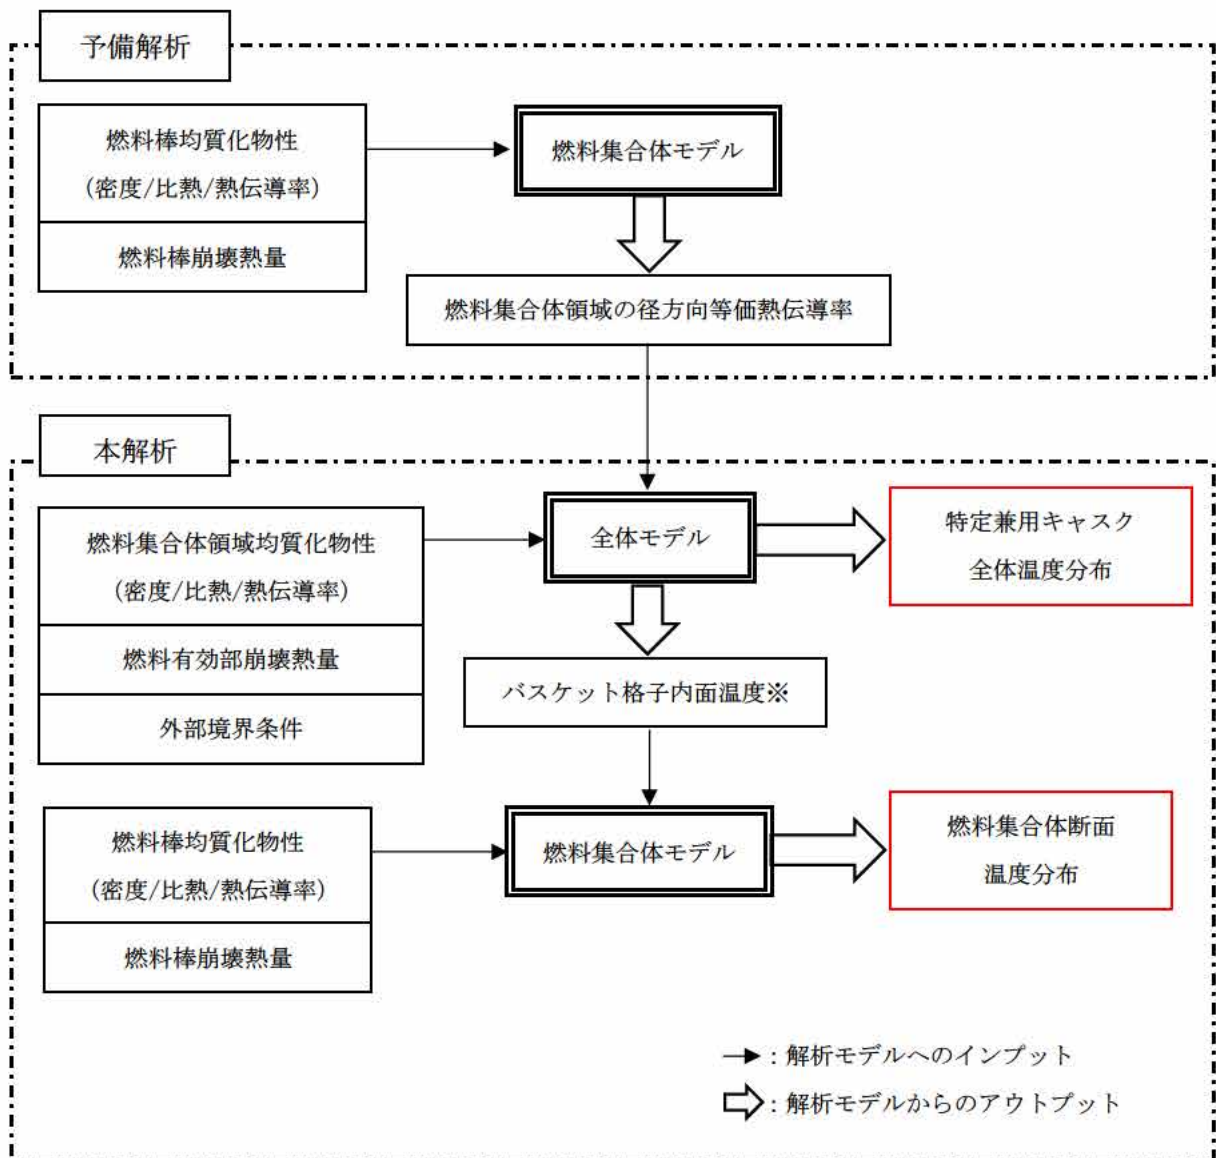 予備解析
燃料棒均質化物性
(密度/比熱/熱伝導率)
燃料棒崩壊熱量
燃料集合体モデル
燃料集合体領域の径方向等価熱伝導率
本解析
燃料集合体領域均質化物性
(密度/比熱/熱伝導率)
燃料有効部崩壊熱量
外部境界条件
全体モデル
特定兼用キャスク
全体温度分布
バスケット格子内面温度※
燃料棒均質化物性
(密度/比熱/熱伝導率)
燃料棒崩壊熱量
燃料集合体モデル
燃料集合体断面
温度分布
:解析モデルへのインプット
:解析モデルからのアウトプット